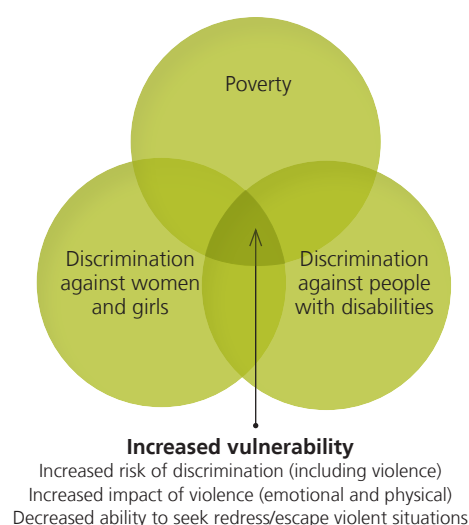 Poverty
Discrimination
against women
and girls
Discrimination
against people
with disabilities
Increased vulnerability
Increased risk of discrimination (including violence)
Increased impact of violence (emotional and physical)
Decreased ability to seek redress/escape violent situations